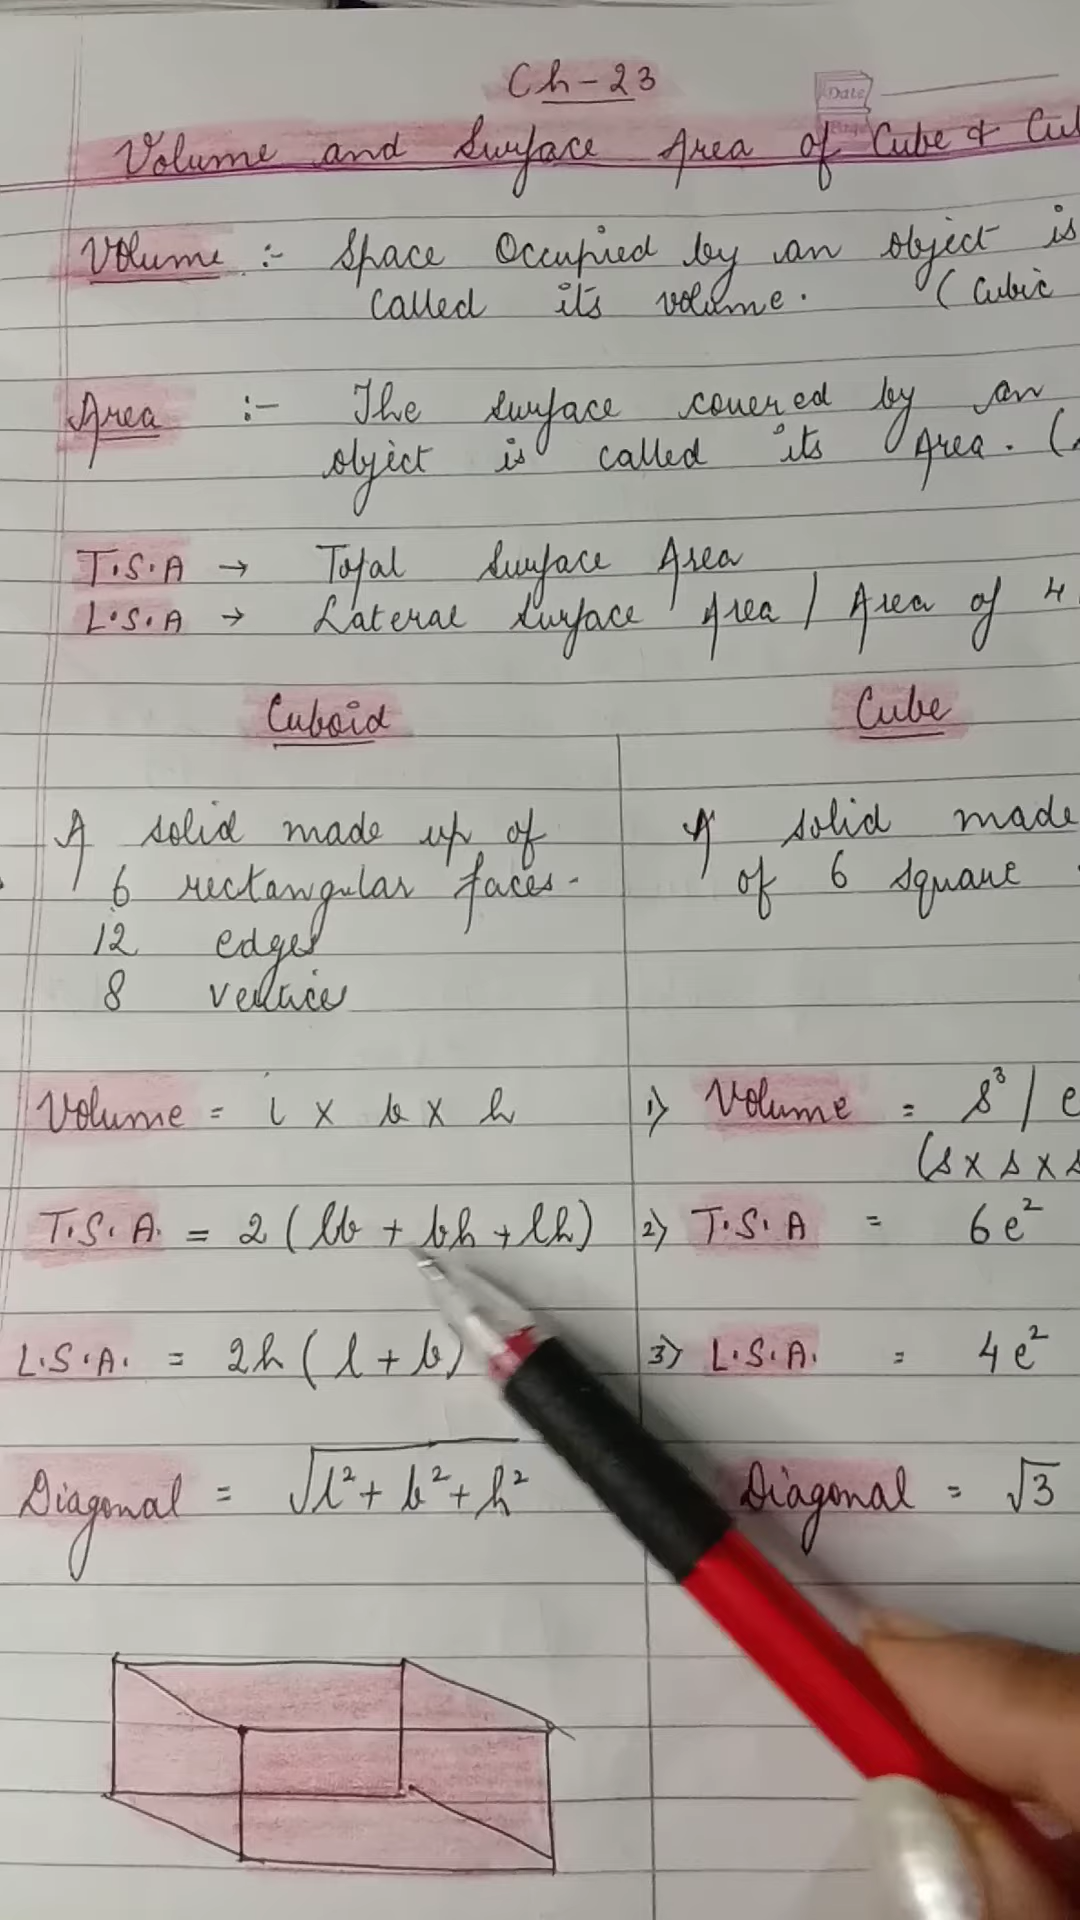 Ch-23
Date
Volume and Surface Area of Cube &
Volume :- Space Occupied by an object is
called its volume. (Cubic
Area :- The surface covered by an
object is called its Area. (
T.S.A → Total Surface Area
L.S.A → Lateral Surface Area / Area of 4
Cuboid Cube
A solid made up of
6 rectangular faces.
12 edges
8 vertices
A solid made
of 6 square
Volume = l x b x h
T.S.A. = 2 (lb + bh + lh)
L.S.A. = 2h (l + b)
Diagonal = √l² + b² + h²
1) Volume = s³ / e
(s x s x s
2) T.S.A = 6e²
3) L.S.A. = 4e²
Diagonal = √3